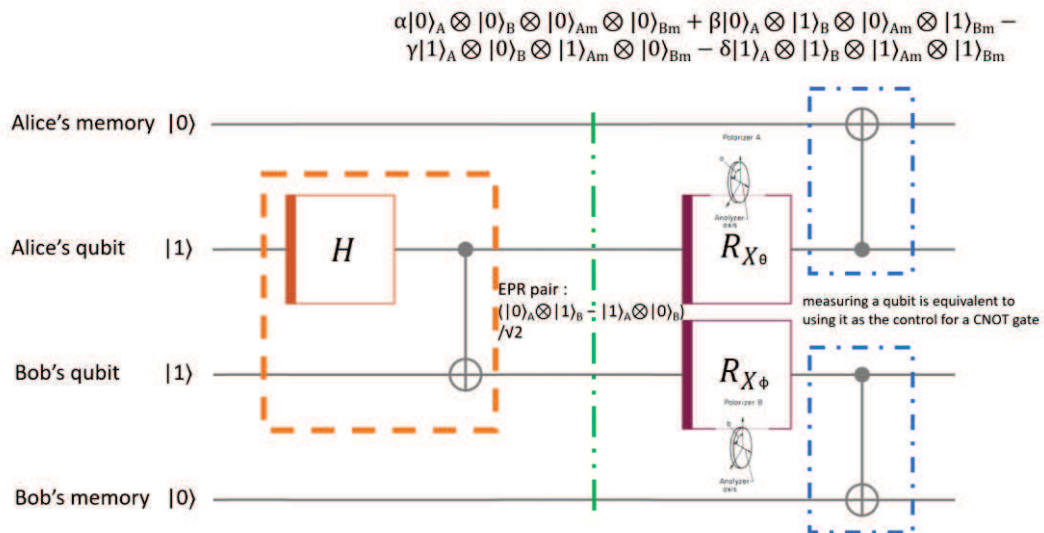 α|0⟩A ⊗ |0⟩B ⊗ |0⟩Am ⊗ |0⟩Bm + β|0⟩A ⊗ |1⟩B ⊗ |0⟩Am ⊗ |1⟩Bm −
γ|1⟩A ⊗ |0⟩B ⊗ |1⟩Am ⊗ |0⟩Bm − δ|1⟩A ⊗ |1⟩B ⊗ |1⟩Am ⊗ |1⟩Bm
Alice's memory |0⟩
Polarizer A
a
Analyzer
axis
Alice's qubit |1⟩
H
R_Xθ
EPR pair :
(|0⟩A⊗|1⟩B − |1⟩A⊗|0⟩B)
/√2
measuring a qubit is equivalent to
using it as the control for a CNOT gate
Bob's qubit |1⟩
R_Xϕ
Polarizer B
b
Analyzer
axis
Bob's memory |0⟩